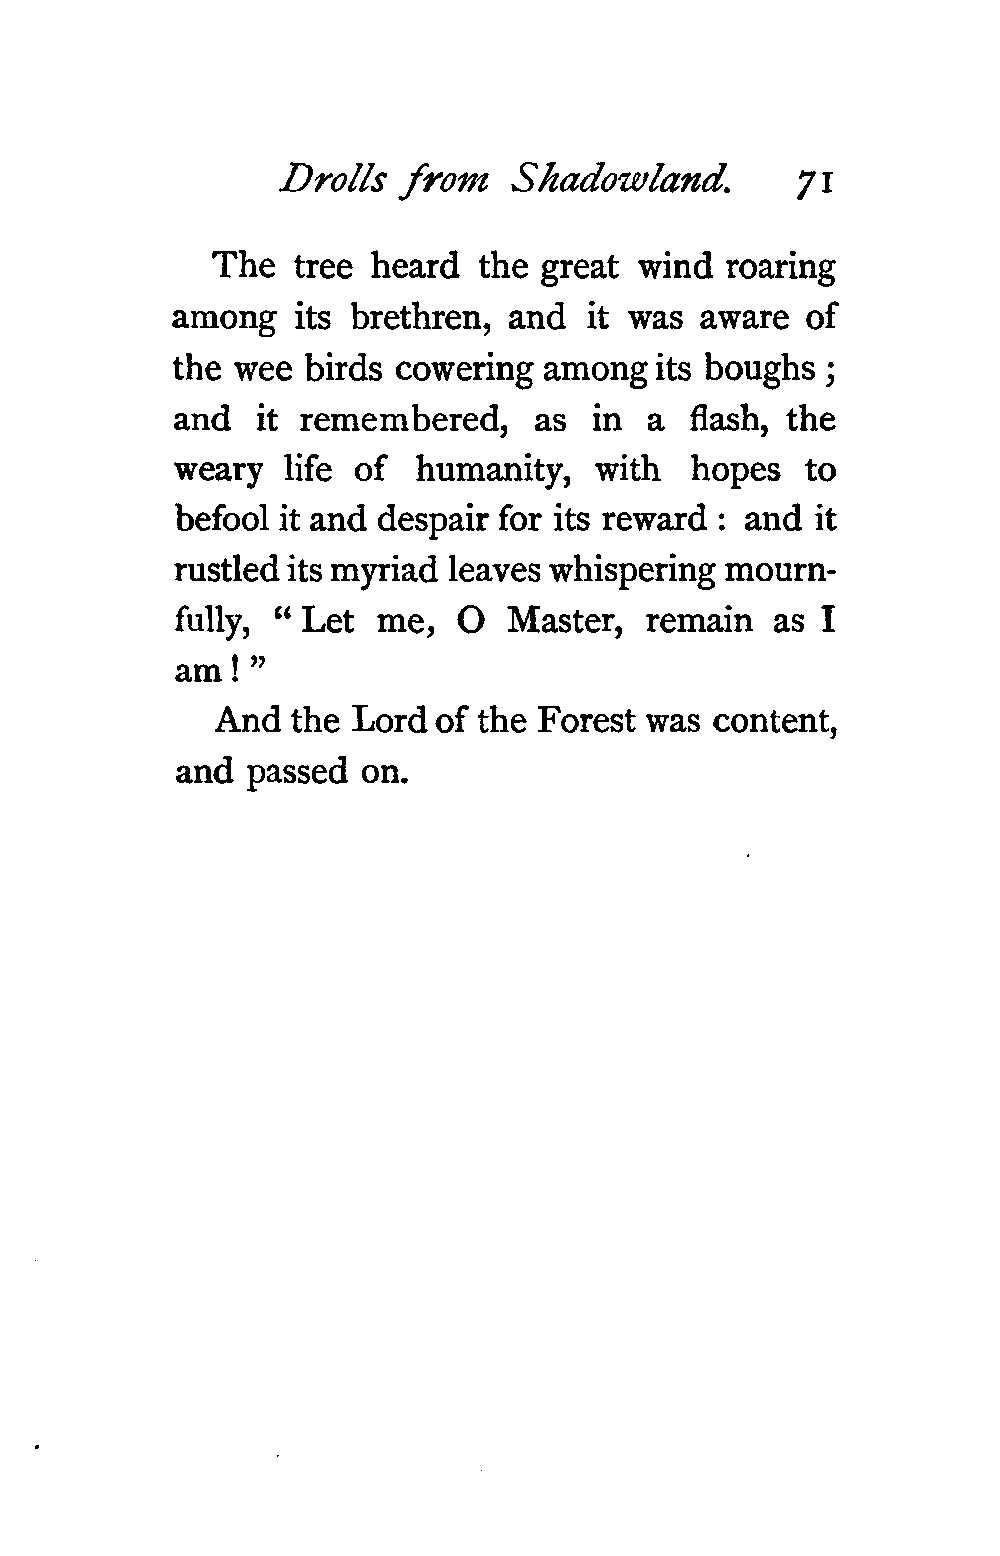 Drolls from Shadowland. 71
The tree heard the great wind roaring
among its brethren, and it was aware of
the wee birds cowering among its boughs ;
and it remembered, as in a flash, the
weary life of humanity, with hopes to
befool it and despair for its reward : and it
rustled its myriad leaves whispering mourn-
fully, “ Let me, O Master, remain as I
am ! ”
And the Lord of the Forest was content,
and passed on.